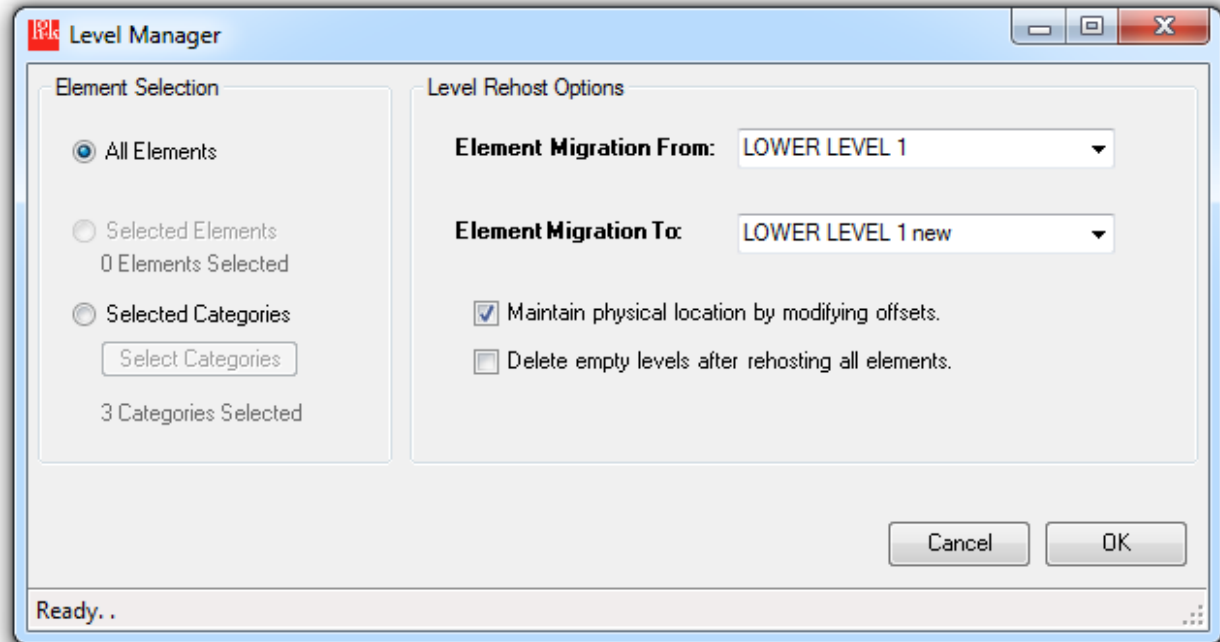 Level Manager
Element Selection
All Elements
Selected Elements
0 Elements Selected
Selected Categories
Select Categories
3 Categories Selected
Level Rehost Options
Element Migration From: LOWER LEVEL 1
Element Migration To: LOWER LEVEL 1 new
Maintain physical location by modifying offsets.
Delete empty levels after rehosting all elements.
Cancel OK
Ready. .